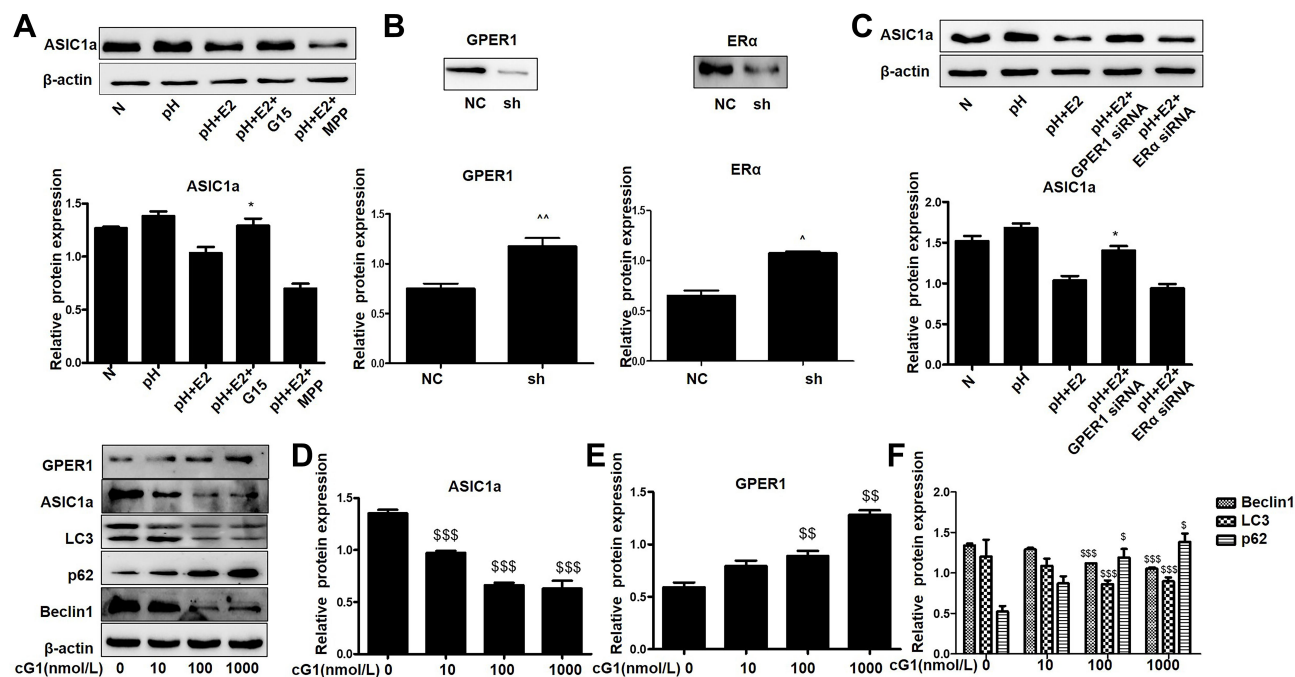 A
ASIC1a
β-actin
N
pH
pH+E2
pH+E2+
G15
pH+E2+
MPP
ASIC1a
Relative protein expression
1.5
1.0
0.5
0.0
*
N
pH
pH+E2
pH+E2+
G15
pH+E2+
MPP
B
GPER1
NC sh
ERα
NC sh
GPER1
Relative protein expression
1.5
1.0
0.5
0.0
^^
NC sh
ERα
Relative protein expression
1.5
1.0
0.5
0.0
^
NC sh
C
ASIC1a
β-actin
N
pH
pH+E2
pH+E2+
GPER1 siRNA
pH+E2+
ERα siRNA
ASIC1a
Relative protein expression
2.0
1.5
1.0
0.5
0.0
*
N
pH
pH+E2
pH+E2+
GPER1 siRNA
pH+E2+
ERα siRNA
GPER1
ASIC1a
LC3
p62
Beclin1
β-actin
cG1(nmol/L) 0 10 100 1000
D
ASIC1a
Relative protein expression
1.5
1.0
0.5
0.0
$$$
$$$
$$$
0 10 100 1000
E
GPER1
Relative protein expression
1.5
1.0
0.5
0.0
$$
$$
cG1(nmol/L) 0 10 100 1000
F
Relative protein expression
2.0
1.5
1.0
0.5
0.0
$$$
$$$
$
$$$
$$$
$
cG1(nmol/L) 0 10 100 1000
Beclin1
LC3
p62